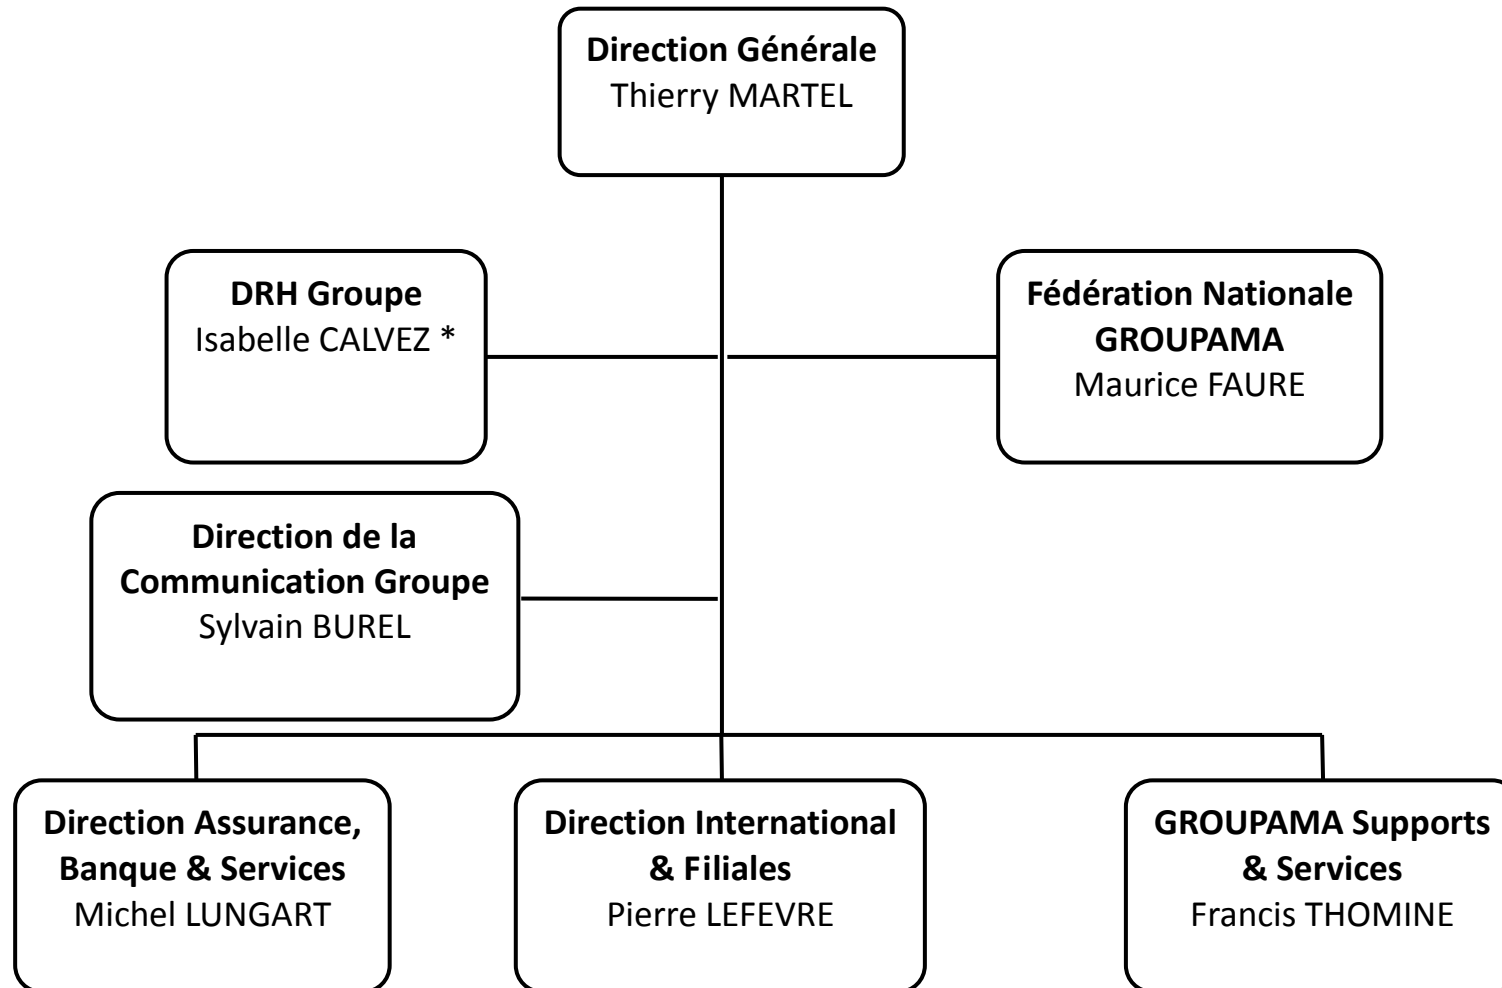 Direction Générale
Thierry MARTEL
DRH Groupe
Isabelle CALVEZ *
Fédération Nationale
GROUPAMA
Maurice FAURE
Direction de la
Communication Groupe
Sylvain BUREL
Direction Assurance,
Banque & Services
Michel LUNGART
Direction International
& Filiales
Pierre LEFEVRE
GROUPAMA Supports
& Services
Francis THOMINE